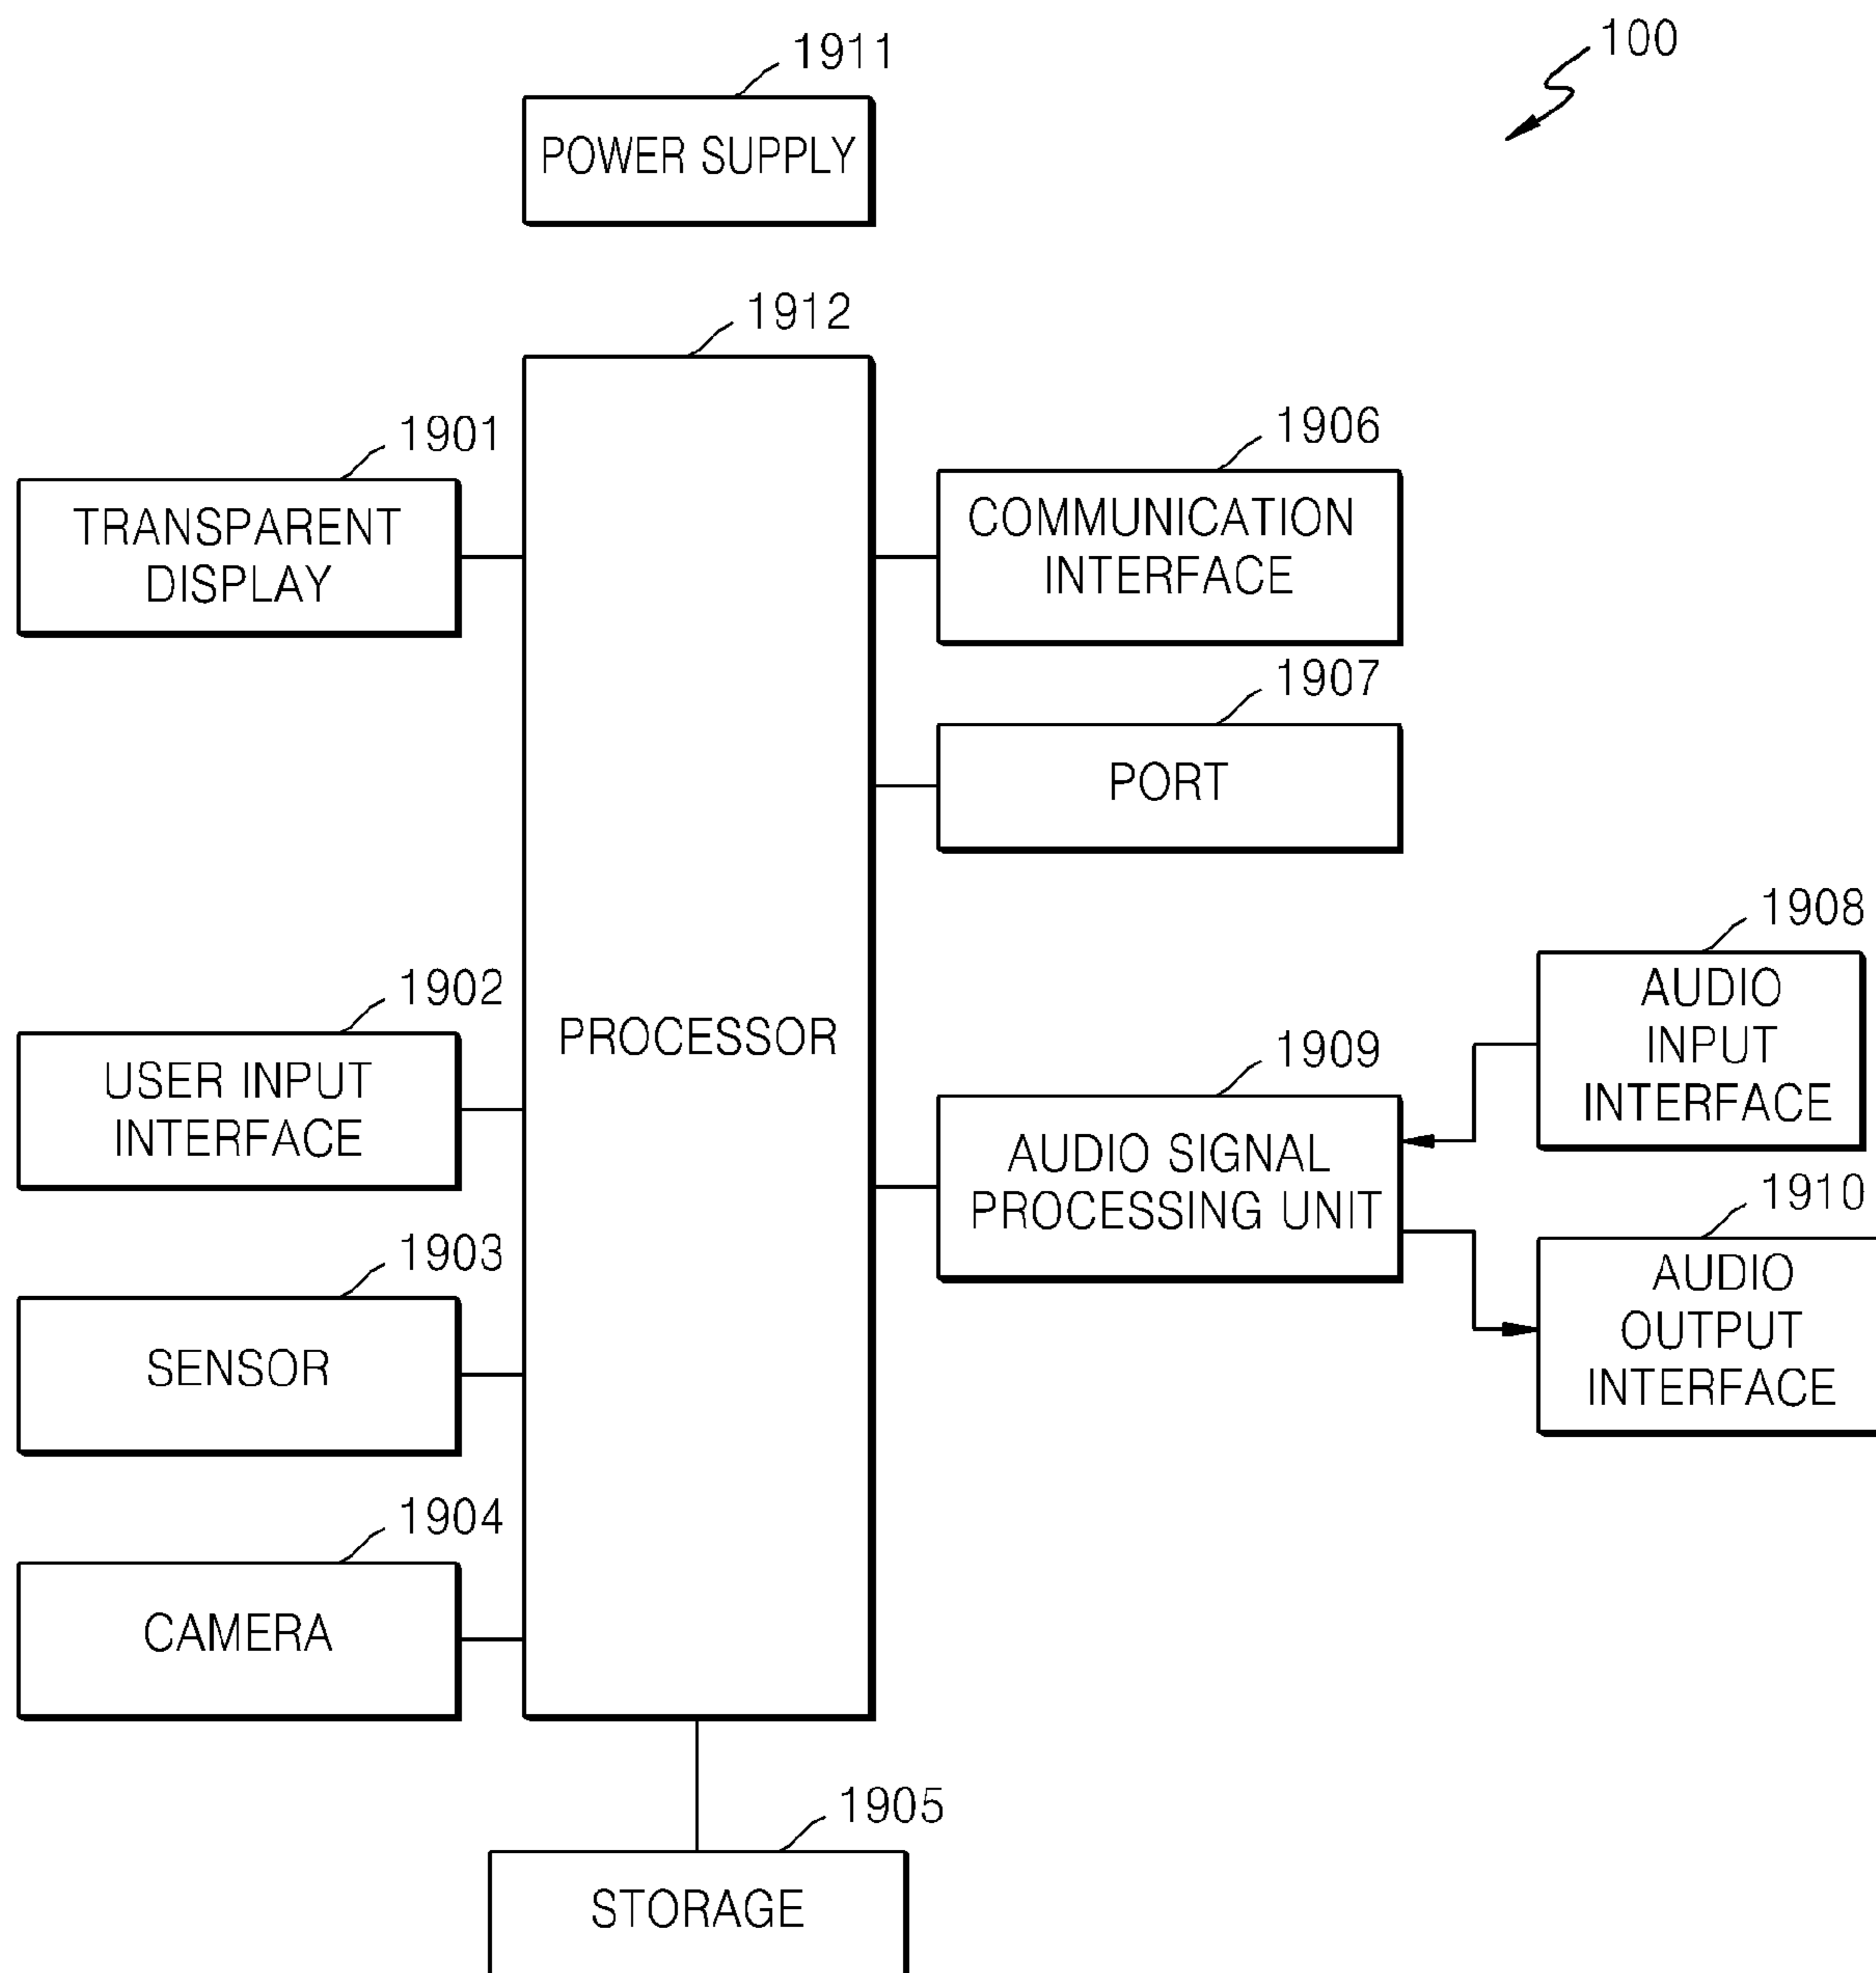 100
1911
POWER SUPPLY
1912
PROCESSOR
1901
TRANSPARENT
DISPLAY
1906
COMMUNICATION
INTERFACE
1907
PORT
1902
USER INPUT
INTERFACE
1908
AUDIO
INPUT
INTERFACE
1909
AUDIO SIGNAL
PROCESSING UNIT
1910
AUDIO
OUTPUT
INTERFACE
1903
SENSOR
1904
CAMERA
1905
STORAGE